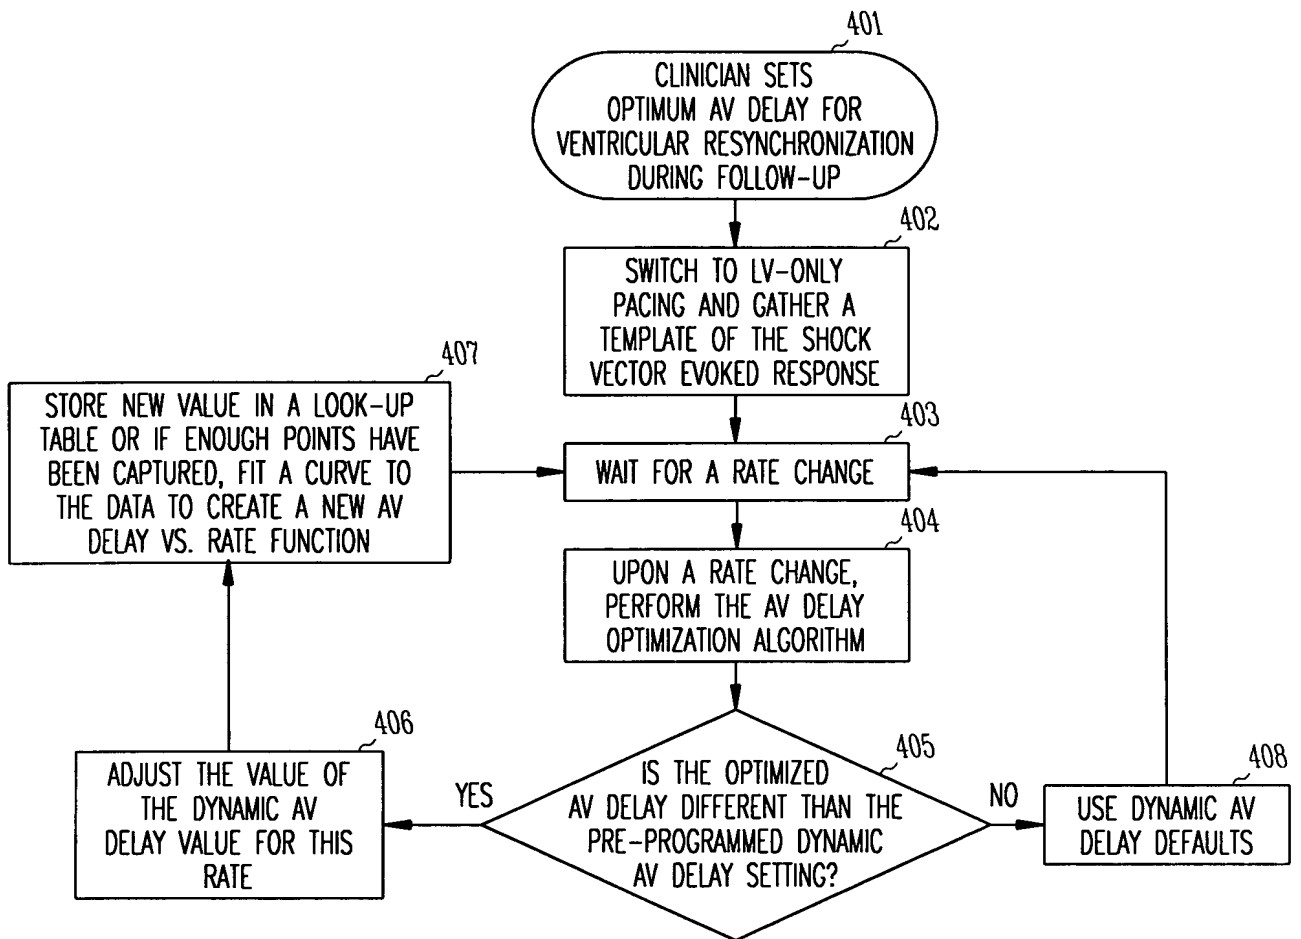 401
CLINICIAN SETS
OPTIMUM AV DELAY FOR
VENTRICULAR RESYNCHRONIZATION
DURING FOLLOW-UP
402
SWITCH TO LV-ONLY
PACING AND GATHER A
TEMPLATE OF THE SHOCK
VECTOR EVOKED RESPONSE
407
STORE NEW VALUE IN A LOOK-UP
TABLE OR IF ENOUGH POINTS HAVE
BEEN CAPTURED, FIT A CURVE TO
THE DATA TO CREATE A NEW AV
DELAY VS. RATE FUNCTION
403
WAIT FOR A RATE CHANGE
404
UPON A RATE CHANGE,
PERFORM THE AV DELAY
OPTIMIZATION ALGORITHM
406
ADJUST THE VALUE OF
THE DYNAMIC AV
DELAY VALUE FOR THIS
RATE
YES
405
IS THE OPTIMIZED
AV DELAY DIFFERENT THAN THE
PRE-PROGRAMMED DYNAMIC
AV DELAY SETTING?
NO
408
USE DYNAMIC AV
DELAY DEFAULTS